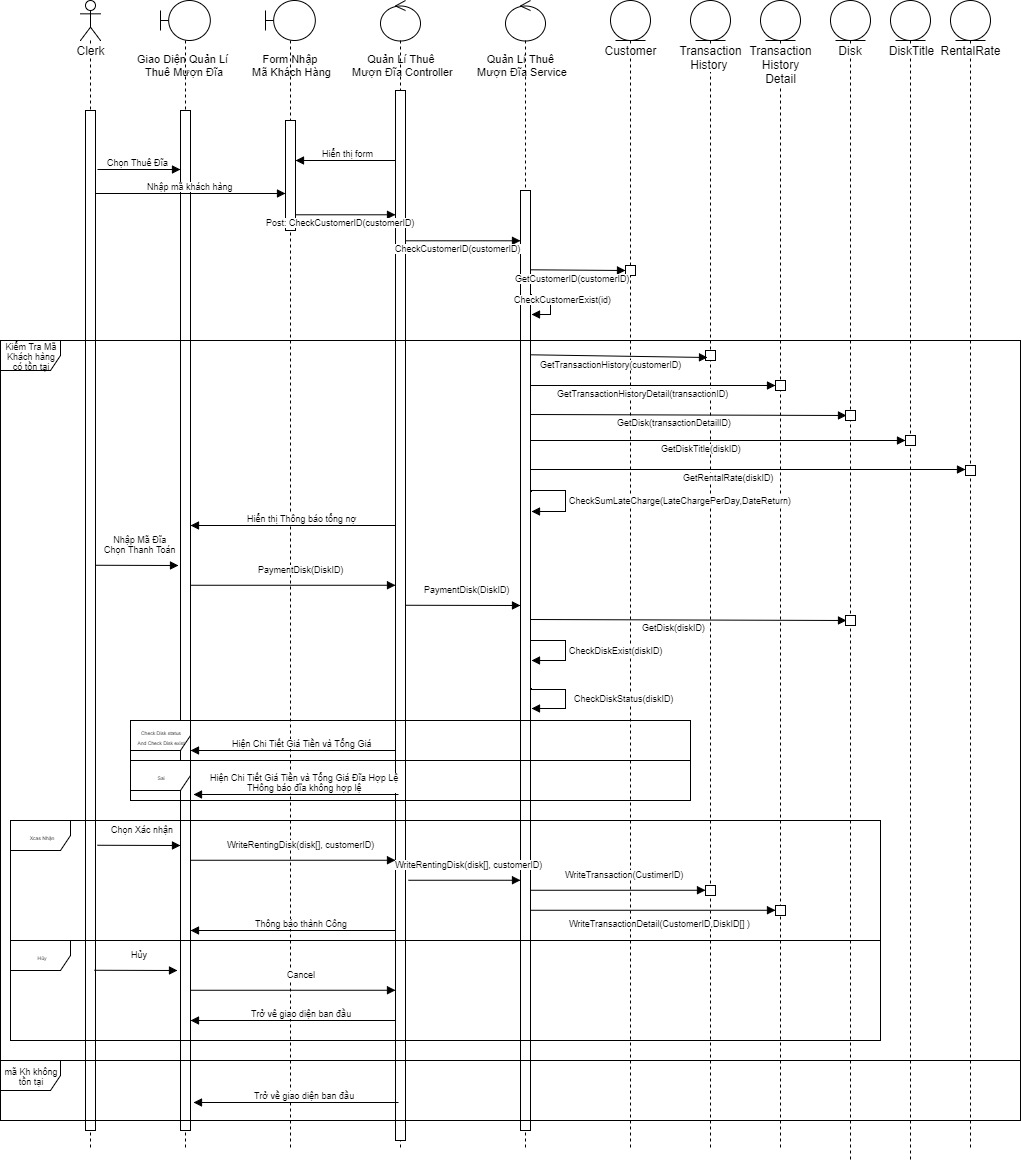 Clerk
Giao Diện Quản Lí
Thuê Mượn Đĩa
Form Nhập
Mã Khách Hàng
Quản Lí Thuê
Mượn Đĩa Controller
Quản Lí Thuê
Mượn Đĩa Service
Customer
Transaction
History
Transaction
History
Detail
Disk
DiskTitle
RentalRate
Hiển thị form
Chọn Thuê Đĩa
Nhập mã khách hàng
Post: CheckCustomerID(customerID)
CheckCustomerID(customerID)
GetCustomerID(customerID)
CheckCustomerExist(id)
Kiểm Tra Mã
Khách hàng
có tồn tại
GetTransactionHistory(customerID)
GetTransactionHistoryDetail(transactionID)
GetDisk(transactionDetailID)
GetDiskTitle(diskID)
GetRentalRate(diskID)
CheckSumLateCharge(LateChargePerDay,DateReturn)
Hiển thị Thông báo tổng nợ
Nhập Mã Đĩa
Chọn Thanh Toán
PaymentDisk(DiskID)
PaymentDisk(DiskID)
GetDisk(diskID)
CheckDiskExist(diskID)
CheckDiskStatus(diskID)
Check Disk status
And Check Disk exist
Hiện Chi Tiết Giá Tiền và Tổng Giá
Sai
Hiện Chi Tiết Giá Tiền và Tổng Giá Đĩa Hợp Lệ
THông báo đĩa không hợp lệ
Xcas Nhận
Chọn Xác nhận
WriteRentingDisk(disk[], customerID)
WriteRentingDisk(disk[], customerID)
WriteTransaction(CustimerID)
WriteTransactionDetail(CustomerID,DiskID[] )
Thông báo thành Công
Hủy
Hủy
Cancel
Trở về giao diện ban đầu
mã Kh không
tồn tại
Trở về giao diện ban đầu